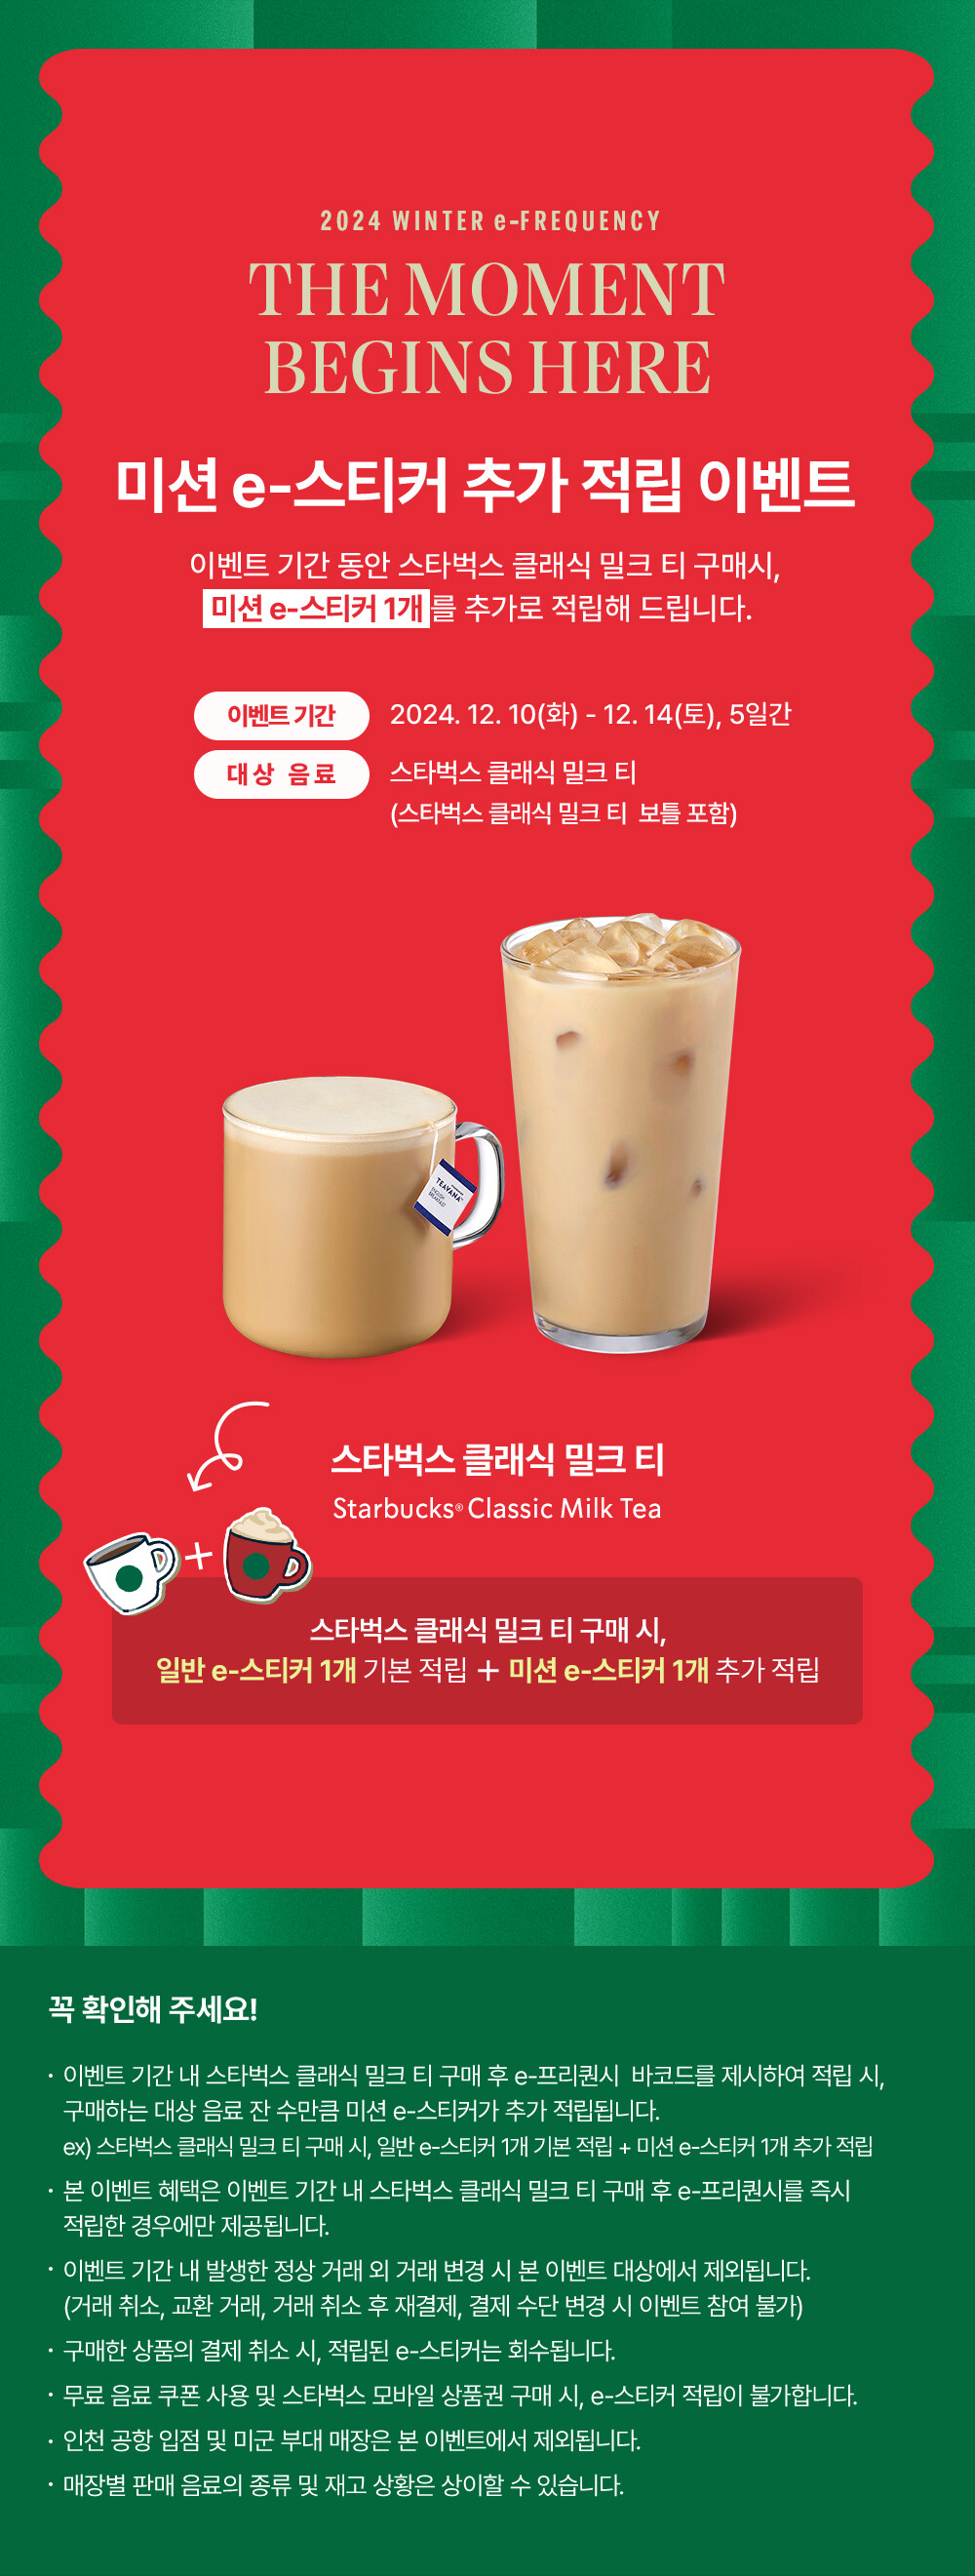 2024 WINTER e-FREQUENCY
THE MOMENT
BEGINS HERE
미션 e-스티커 추가 적립 이벤트
이벤트 기간 동안 스타벅스 클래식 밀크 티 구매시,
미션 e-스티커 1개를 추가로 적립해 드립니다.
이벤트 기간 2024. 12. 10(화) - 12. 14(토), 5일간
대상 음료 스타벅스 클래식 밀크 티
(스타벅스 클래식 밀크 티 보틀 포함)
TEAVANA™
ENGLISH
BREAKFAST
스타벅스 클래식 밀크 티
Starbucks® Classic Milk Tea
+
스타벅스 클래식 밀크 티 구매 시,
일반 e-스티커 1개 기본 적립 + 미션 e-스티커 1개 추가 적립
꼭 확인해 주세요!
· 이벤트 기간 내 스타벅스 클래식 밀크 티 구매 후 e-프리퀀시 바코드를 제시하여 적립 시,
구매하는 대상 음료 잔 수만큼 미션 e-스티커가 추가 적립됩니다.
ex) 스타벅스 클래식 밀크 티 구매 시, 일반 e-스티커 1개 기본 적립 + 미션 e-스티커 1개 추가 적립
· 본 이벤트 혜택은 이벤트 기간 내 스타벅스 클래식 밀크 티 구매 후 e-프리퀀시를 즉시
적립한 경우에만 제공됩니다.
· 이벤트 기간 내 발생한 정상 거래 외 거래 변경 시 본 이벤트 대상에서 제외됩니다.
(거래 취소, 교환 거래, 거래 취소 후 재결제, 결제 수단 변경 시 이벤트 참여 불가)
· 구매한 상품의 결제 취소 시, 적립된 e-스티커는 회수됩니다.
· 무료 음료 쿠폰 사용 및 스타벅스 모바일 상품권 구매 시, e-스티커 적립이 불가합니다.
· 인천 공항 입점 및 미군 부대 매장은 본 이벤트에서 제외됩니다.
· 매장별 판매 음료의 종류 및 재고 상황은 상이할 수 있습니다.